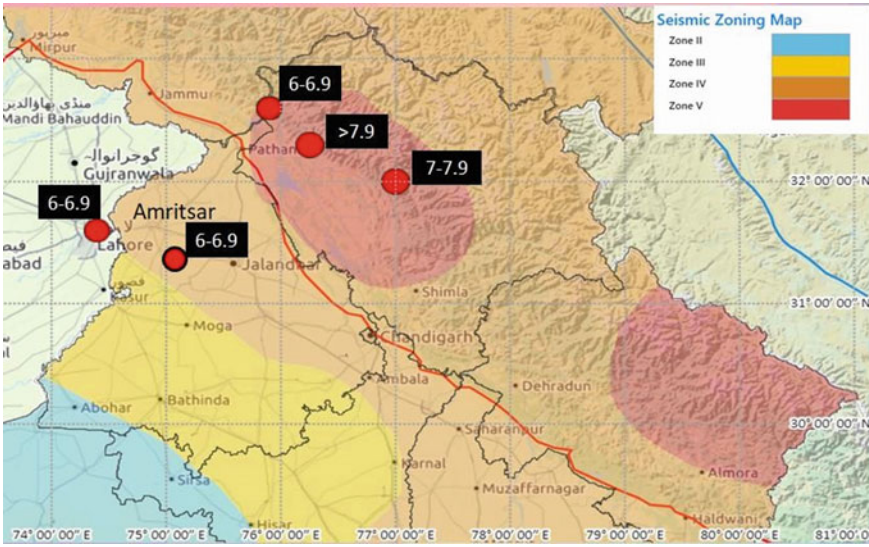 Seismic Zoning Map
Zone II
Zone III
Zone IV
Zone V
میرپور
Mirpur
Jammu
6-6.9
منڈی بهاؤالدین
Mandi Bahauddin
>7.9
Pathan
گوجرانوالہ
Gujranwala
7-7.9
32° 00' 00" N
6-6.9
Amritsar
Lahore
6-6.9
abad
Jalandhar
قصور
Kasur
Shimla
31° 00' 00" N
Moga
Chandigarh
Ambala
Dehradun
Abohar
Bathinda
30° 00' 00" N
Saharanpur
Sirsa
Karnal
Almora
Muzaffarnagar
Hisar
Haldwani
74° 00' 00" E
75° 00' 00" E
76° 00' 00" E
77° 00' 00" E
78° 00' 00" E
79° 00' 00" E
80° 00' 00" E
81° 00' 00"